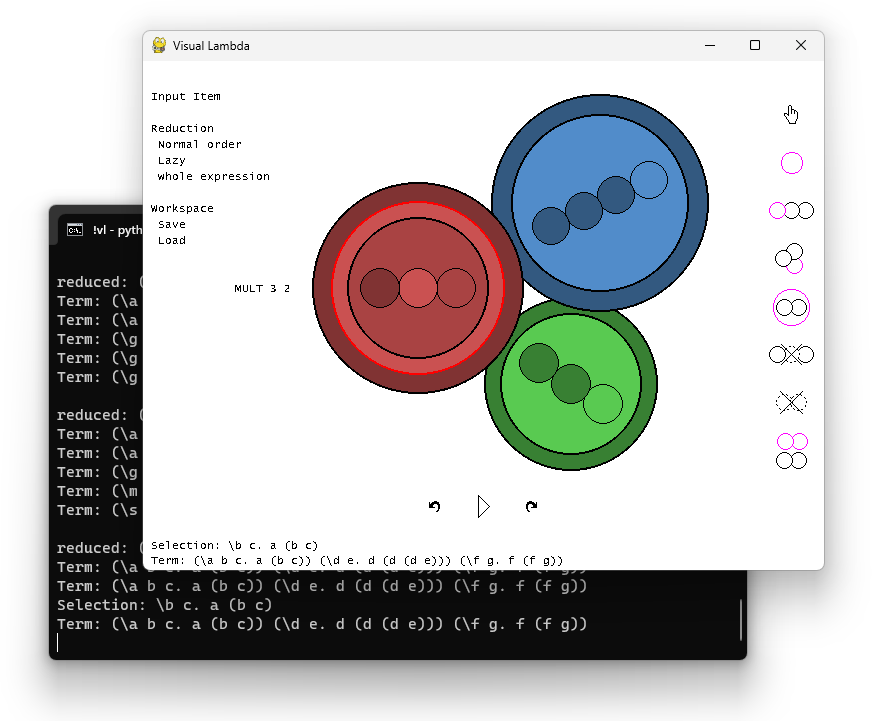 Visual Lambda
Input Item
Reduction
Normal order
Lazy
whole expression
Workspace
Save
Load
MULT 3 2
Selection: \b c. a (b c)
Term: (\a b c. a (b c)) (\d e. d (d (d e))) (\f g. f (f g))
!vl - pyth
reduced: (
Term: (\a
Term: (\a
Term: (\g
Term: (\g
Term: (\g
reduced: (
Term: (\a
Term: (\a
Term: (\g
Term: (\m
Term: (\s
reduced: (
Term: (\a b c. a (b c)) (\d e. d (d (d e))) (\f g. f (f g))
Term: (\a b c. a (b c)) (\d e. d (d (d e))) (\f g. f (f g))
Selection: \b c. a (b c)
Term: (\a b c. a (b c)) (\d e. d (d (d e))) (\f g. f (f g))